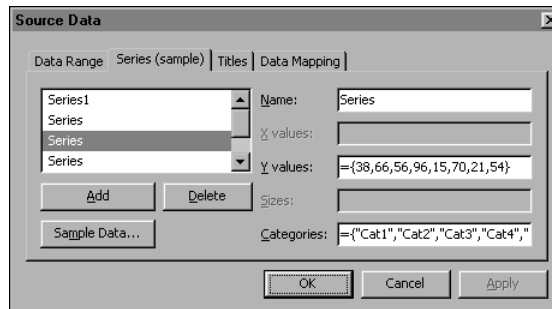 Source Data
Data Range Series (sample) Titles Data Mapping
Series1
Series
Series
Series
Add Delete
Sample Data...
Name: Series
X values:
Y values: ={38,66,56,96,15,70,21,54}
Sizes:
Categories: ={"Cat1","Cat2","Cat3","Cat4","
OK Cancel Apply